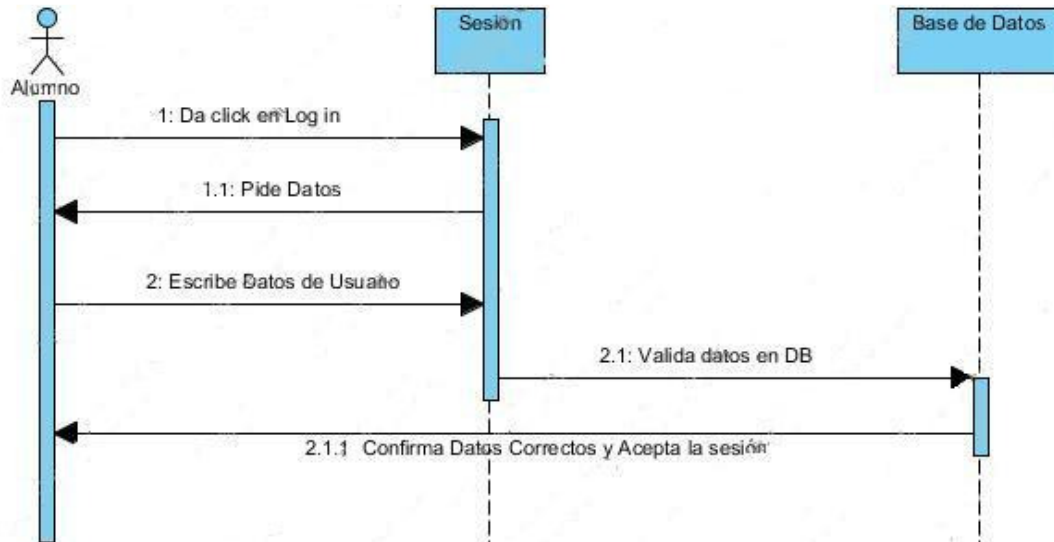 Sesión
Base de Datos
Alumno
1: Da click en Log in
1.1: Pide Datos
2: Escribe Datos de Usuario
2.1: Valida datos en DB
2.1.1 Confirma Datos Correctos y Acepta la sesión